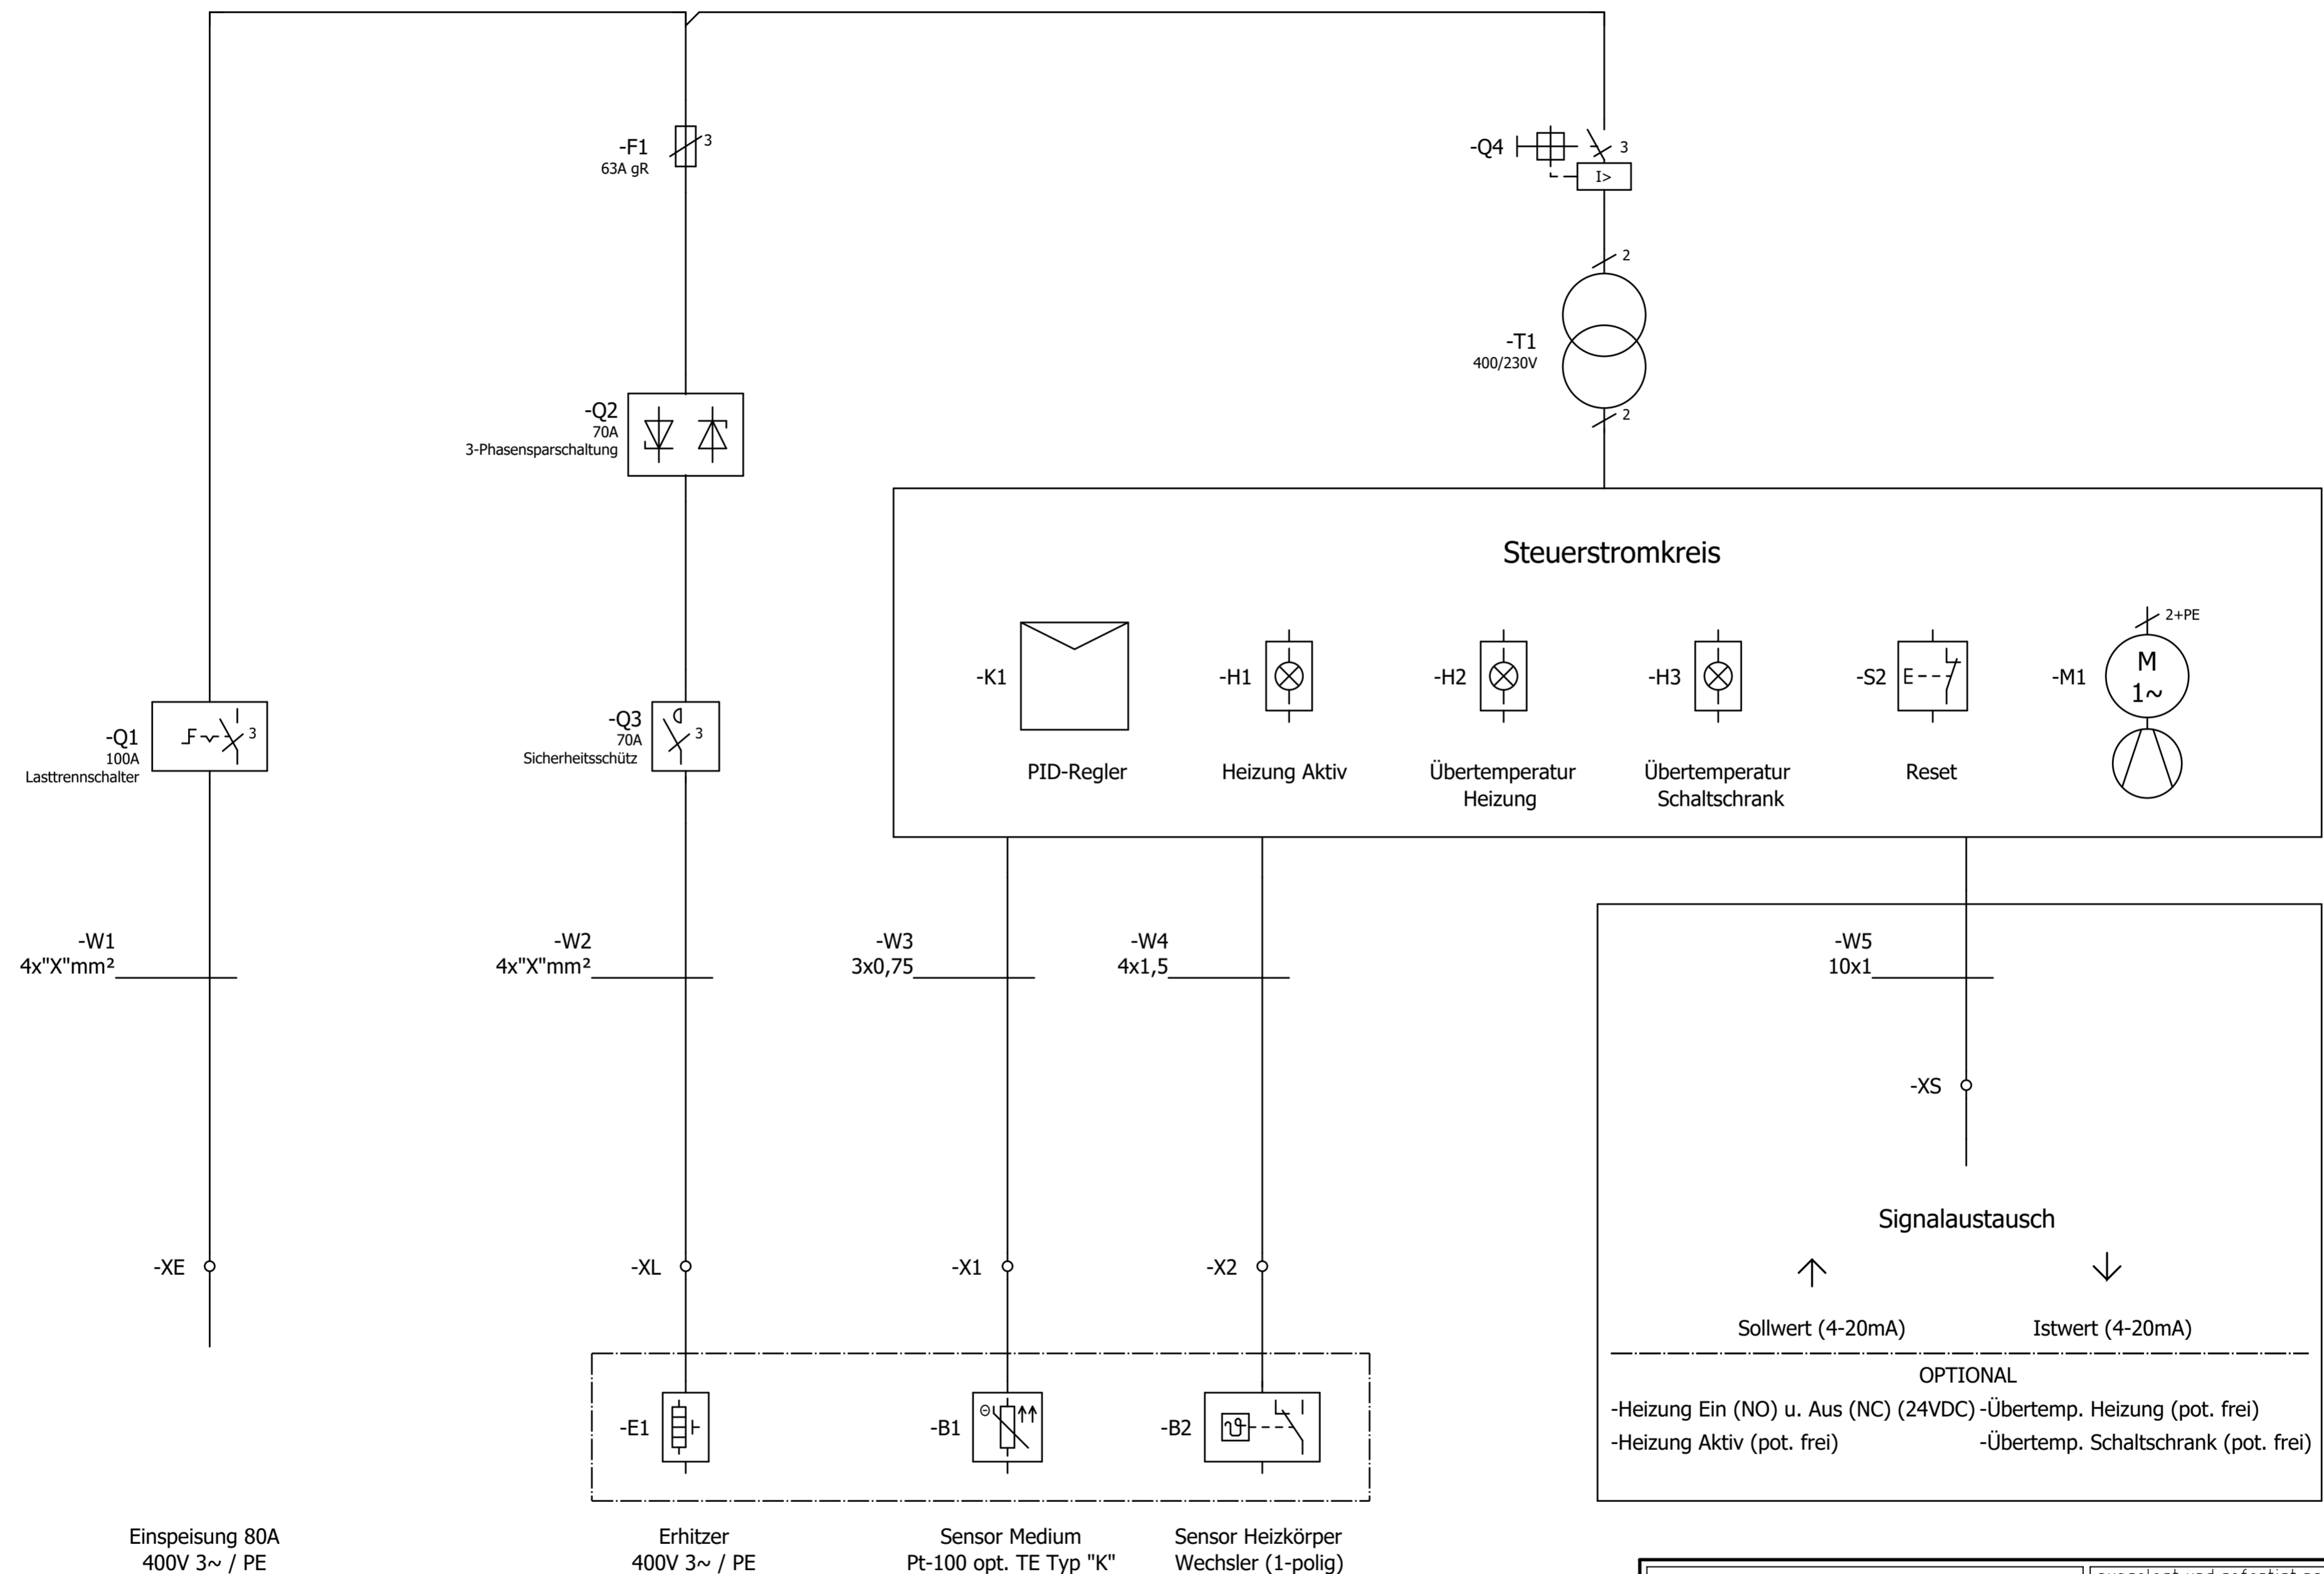 -F1
63A gR
3
-Q4
3
I>
2
-T1
400/230V
2
-Q2
70A
3-Phasensparschaltung
Steuerstromkreis
-K1
-H1
-H2
-H3
-S2
E
-M1
2+PE
M
1~
PID-Regler
Heizung Aktiv
Übertemperatur
Heizung
Übertemperatur
Schaltschrank
Reset
-Q1
100A
Lasttrennschalter
3
-Q3
70A
Sicherheitsschütz
3
-W1
4x"X"mm²
-W2
4x"X"mm²
-W3
3x0,75
-W4
4x1,5
-W5
10x1
-XS
Signalaustausch
-XE
-XL
-X1
-X2
Sollwert (4-20mA)
Istwert (4-20mA)
OPTIONAL
-Heizung Ein (NO) u. Aus (NC) (24VDC)
-Übertemp. Heizung (pot. frei)
-Heizung Aktiv (pot. frei)
-Übertemp. Schaltschrank (pot. frei)
-E1
-B1
-B2
ϑ
Einspeisung 80A
400V 3~ / PE
Erhitzer
400V 3~ / PE
Sensor Medium
Pt-100 opt. TE Typ "K"
Sensor Heizkörper
Wechsler (1-polig)